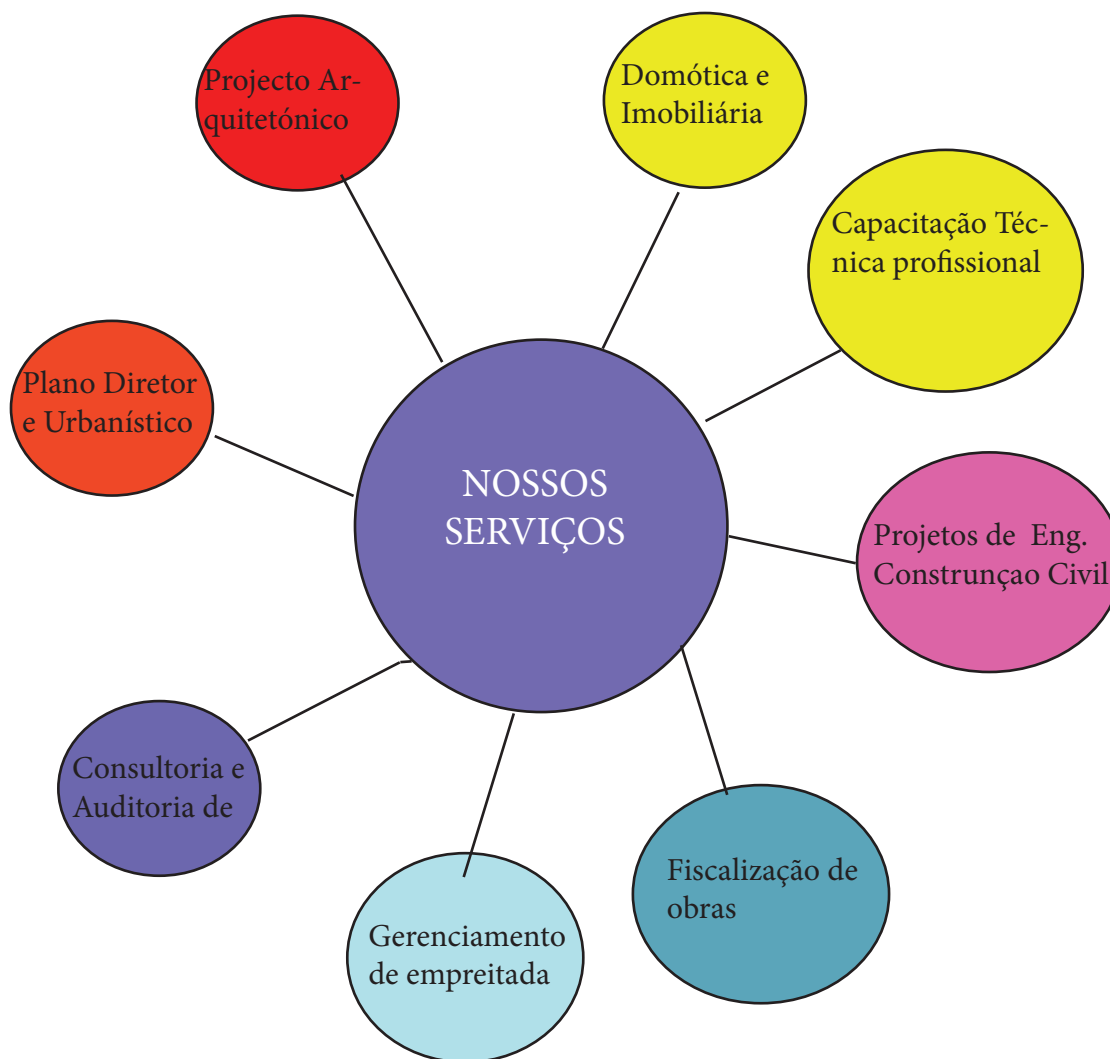 Projecto Ar-
quitetónico
Domótica e
Imobiliária
Capacitação Téc-
nica profissional
Plano Diretor
e Urbanístico
NOSSOS
SERVIÇOS
Projetos de  Eng.
Construnçao Civil
Consultoria e
Auditoria de
Fiscalização de
obras
Gerenciamento
de empreitada